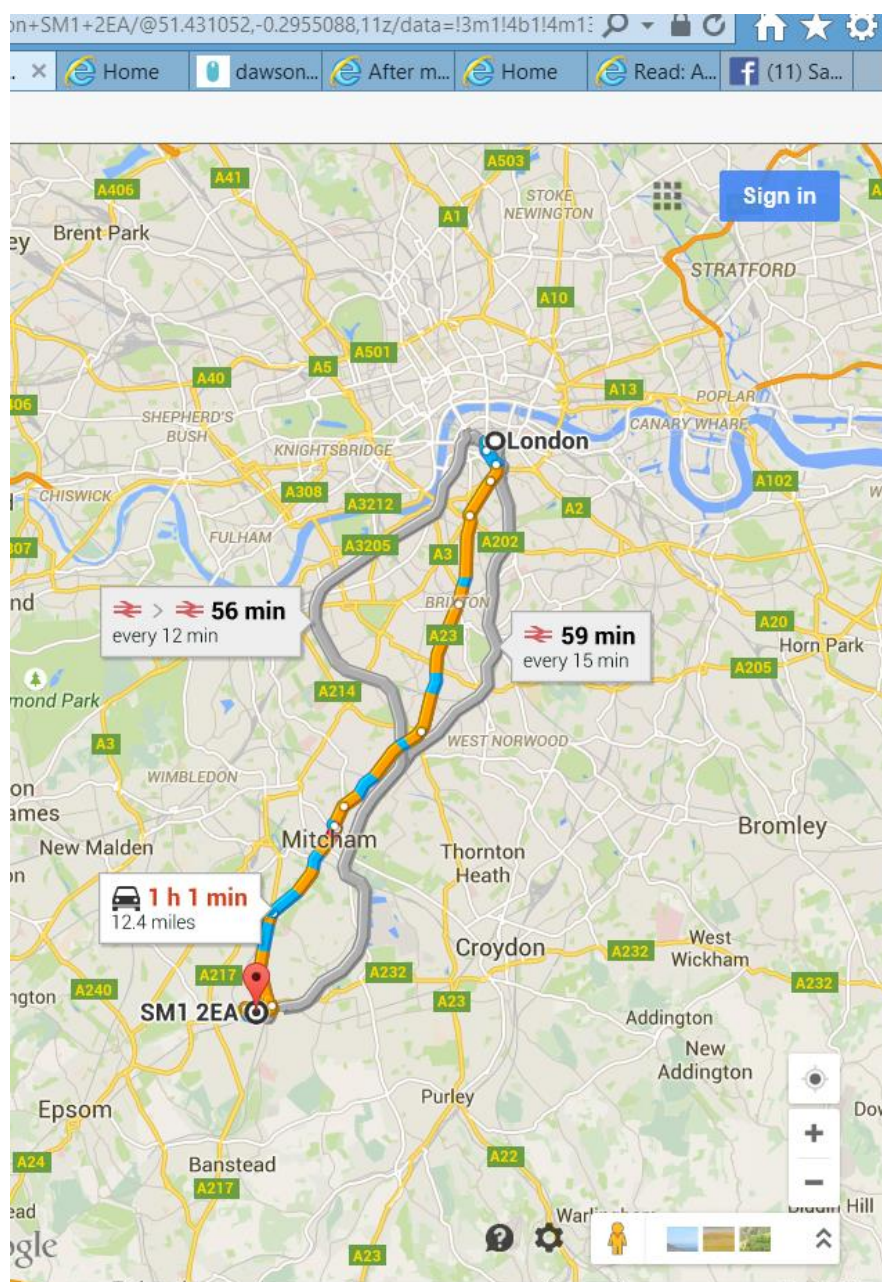 on+SM1+2EA/@51.431052,-0.2955088,11z/data=!3m1!4b1!4m1
Home
dawson...
After m...
Home
Read: A...
(11) Sa...
A503
A41
A406
A1
STOKE
NEWINGTON
Sign in
Brent Park
STRATFORD
A10
A501
A5
A40
A13
POPLAR
SHEPHERD'S
BUSH
KNIGHTSBRIDGE
London
CANARY WHARF
A308
A102
CHISWICK
A3212
A2
FULHAM
A3205
A3
A202
BRIXTON
56 min
every 12 min
A23
59 min
every 15 min
A20
Horn Park
A205
A214
mond Park
A3
WEST NORWOOD
WIMBLEDON
Mitcham
Bromley
New Malden
Thornton
Heath
1 h 1 min
12.4 miles
Croydon
A232
West
Wickham
A217
A232
A240
A232
A23
SM1 2EA
Addington
New
Addington
Purley
Epsom
A24
Banstead
A22
A217
Hill
A23